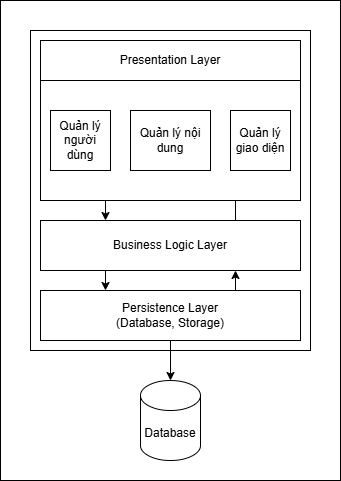 Presentation Layer
Quản lý
người
dùng
Quản lý nội
dung
Quản lý
giao diện
Business Logic Layer
Persistence Layer
(Database, Storage)
Database